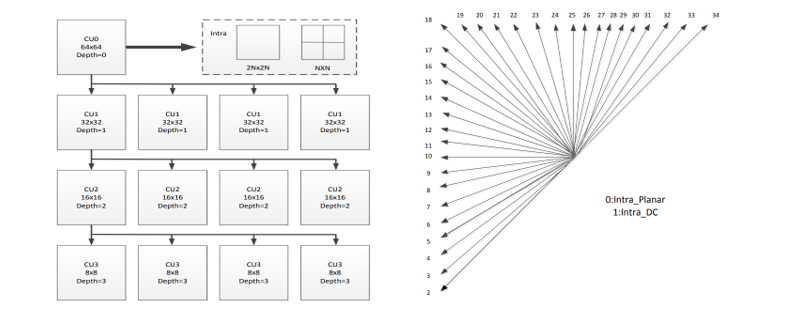 CU0
64x64
Depth=0
Intra
2Nx2N
NXN
CU1
32x32
Depth=1
CU1
32x32
Depth=1
CU1
32x32
Depth=1
CU1
32x32
Depth=1
CU2
16x16
Depth=2
CU2
16x16
Depth=2
CU2
16x16
Depth=2
CU2
16x16
Depth=2
CU3
8x8
Depth=3
CU3
8x8
Depth=3
CU3
8x8
Depth=3
CU3
8x8
Depth=3
18 19 20 21 22 23 24 25 26 27 28 29 30 31 32 33 34
17
16
15
14
13
12
11
10
9
8
7
6
5
4
3
2
0:Intra_Planar
1:Intra_DC